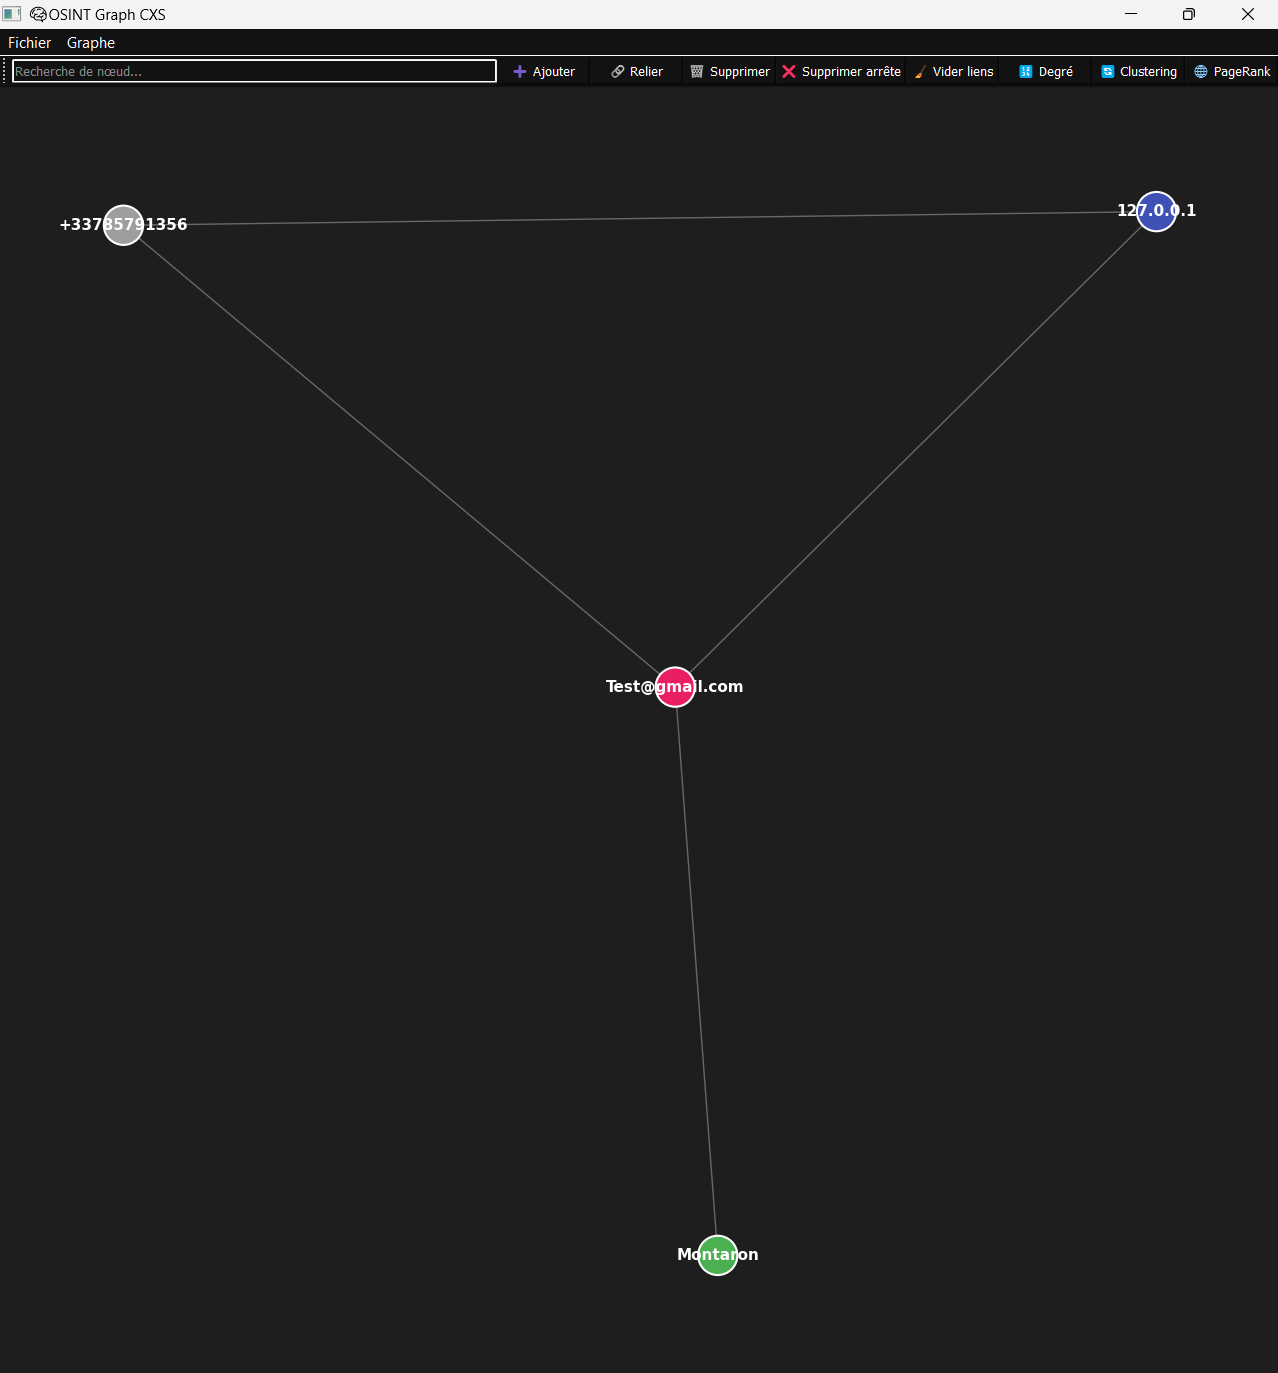 OSINT Graph CXS
Fichier Graphe
Recherche de nœud... Ajouter Relier Supprimer Supprimer arrête Vider liens Degré Clustering PageRank
127.0.0.1
+33785791356
Test@gmail.com
Montaron